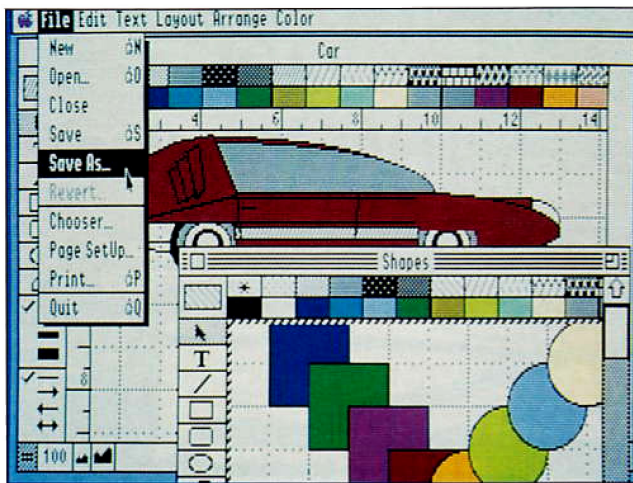 File Edit Text Layout Arrange Color
Car
New N
Open... O
Close
Save S
Save As...
Revert...
Chooser...
Page SetUp...
Print... P
Quit Q
4 8 10 12 14
8
100
Shapes
T